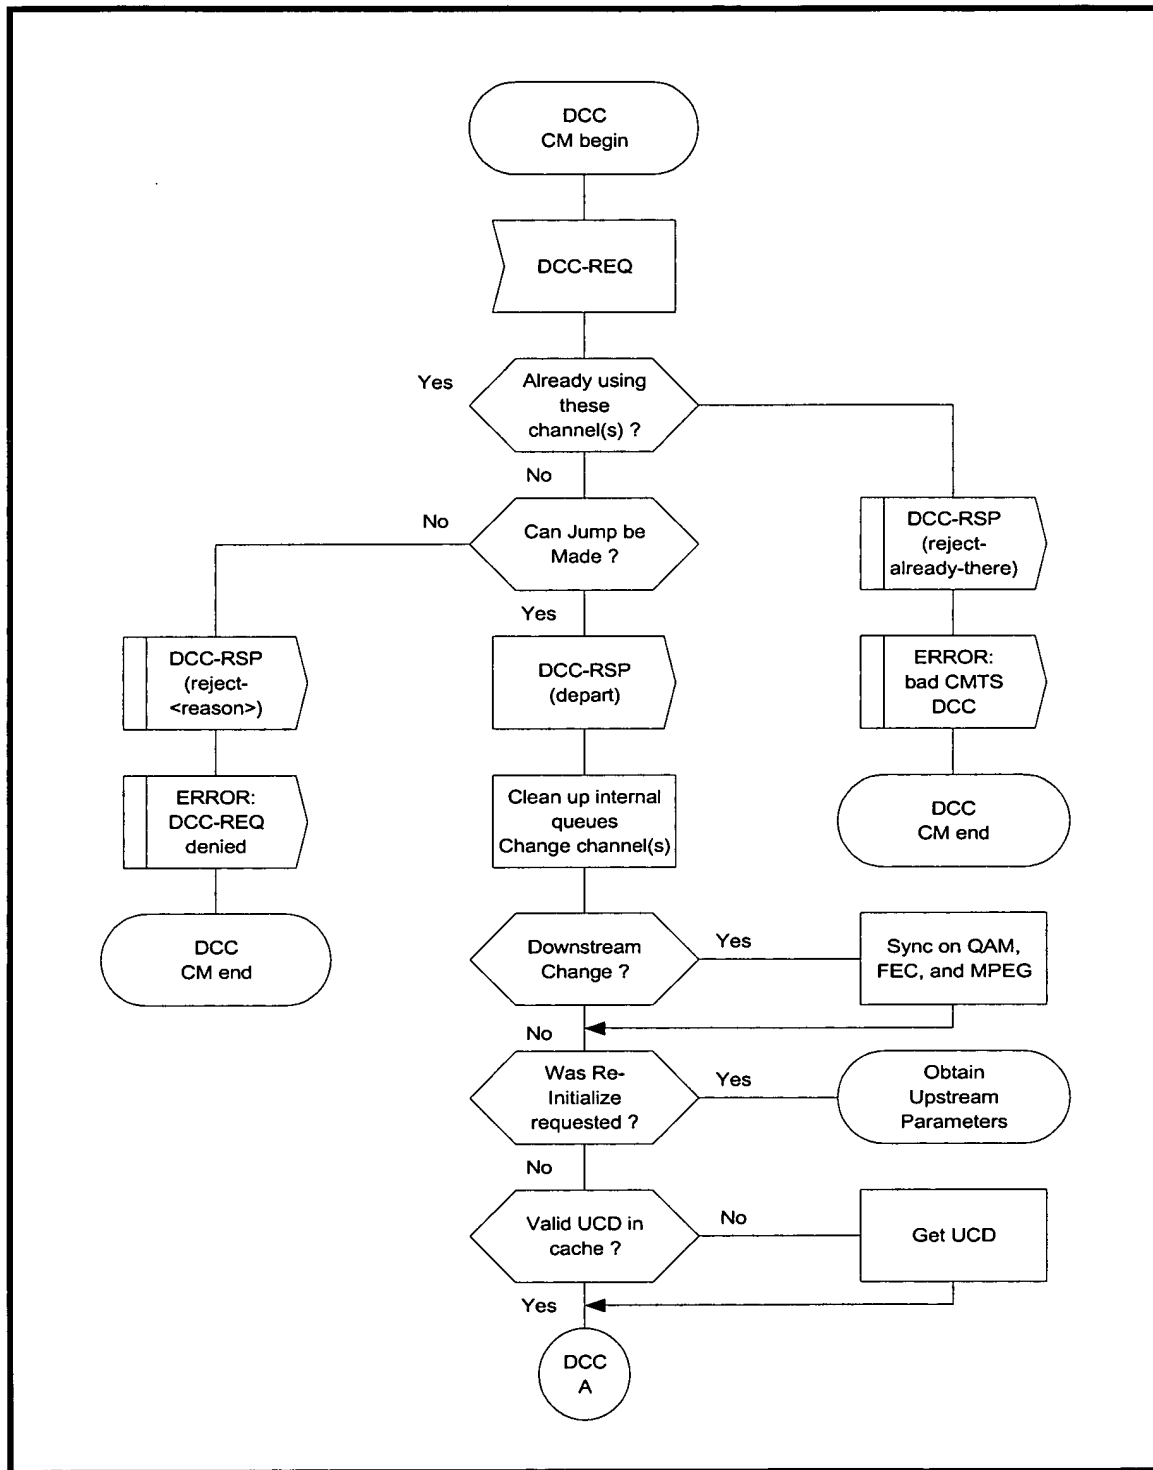 DCC
CM begin
DCC-REQ
Yes
Already using
these
channel(s) ?
No
No
Can Jump be
Made ?
DCC-RSP
(reject-
already-there)
Yes
DCC-RSP
(reject-
<reason>)
DCC-RSP
(depart)
ERROR:
bad CMTS
DCC
ERROR:
DCC-REQ
denied
Clean up internal
queues
Change channel(s)
DCC
CM end
DCC
CM end
Downstream
Change ?
Yes
Sync on QAM,
FEC, and MPEG
No
Was Re-
Initialize
requested ?
Yes
Obtain
Upstream
Parameters
No
Valid UCD in
cache ?
No
Get UCD
Yes
DCC
A